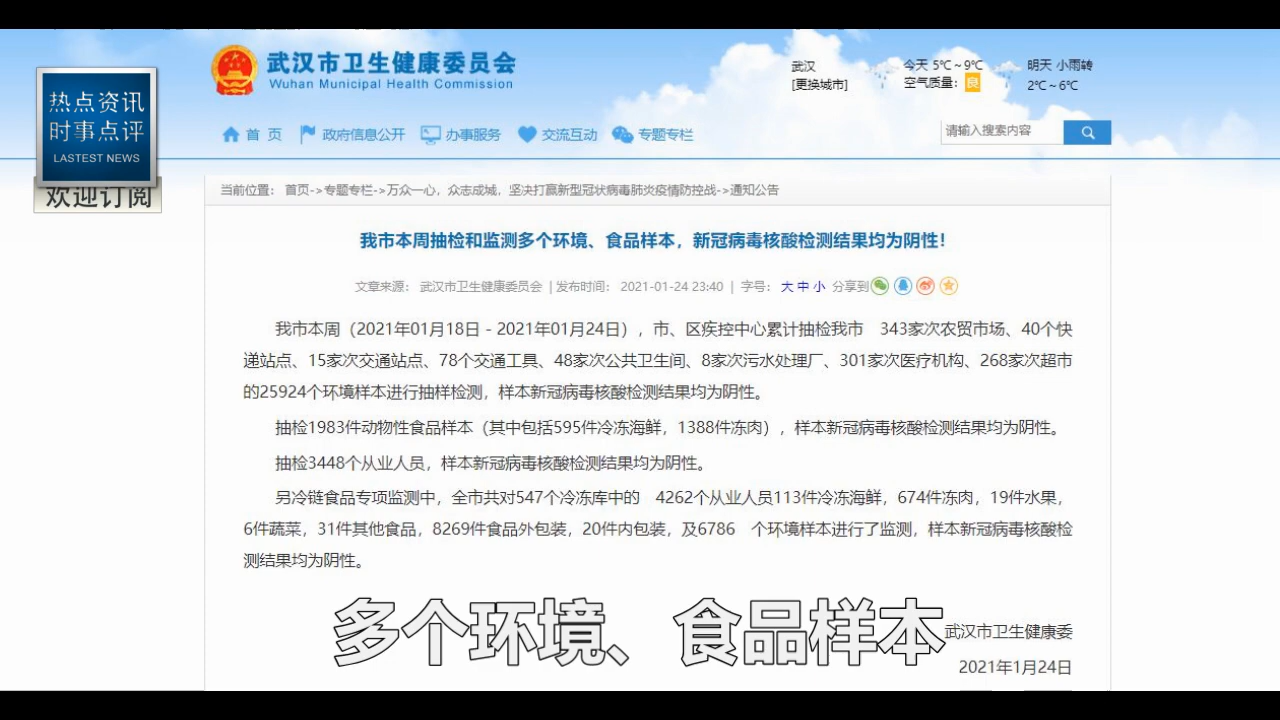 武汉市卫生健康委员会
Wuhan Municipal Health Commission
武汉
[更换城市]
今天 5℃~9℃
空气质量：良
明天 小雨转
2℃~6℃
热点资讯
时事点评
LASTEST NEWS
欢迎订阅
首 页 政府信息公开 办事服务 交流互动 专题专栏
请输入搜索内容
当前位置： 首页->专题专栏->万众一心，众志成城，坚决打赢新型冠状病毒肺炎疫情防控战->通知公告
我市本周抽检和监测多个环境、食品样本，新冠病毒核酸检测结果均为阴性！
文章来源： 武汉市卫生健康委员会 | 发布时间： 2021-01-24 23:40 | 字号： 大 中 小 分享到
我市本周（2021年01月18日－2021年01月24日），市、区疾控中心累计抽检我市 343家次农贸市场、40个快
递站点、15家次交通站点、78个交通工具、48家次公共卫生间、8家次污水处理厂、301家次医疗机构、268家次超市
的25924个环境样本进行抽样检测，样本新冠病毒核酸检测结果均为阴性。
抽检1983件动物性食品样本（其中包括595件冷冻海鲜，1388件冻肉），样本新冠病毒核酸检测结果均为阴性。
抽检3448个从业人员，样本新冠病毒核酸检测结果均为阴性。
另冷链食品专项监测中，全市共对547个冷冻库中的 4262个从业人员113件冷冻海鲜，674件冻肉，19件水果，
6件蔬菜，31件其他食品，8269件食品外包装，20件内包装，及6786 个环境样本进行了监测，样本新冠病毒核酸检
测结果均为阴性。
多个环境、食品样本
武汉市卫生健康委
2021年1月24日